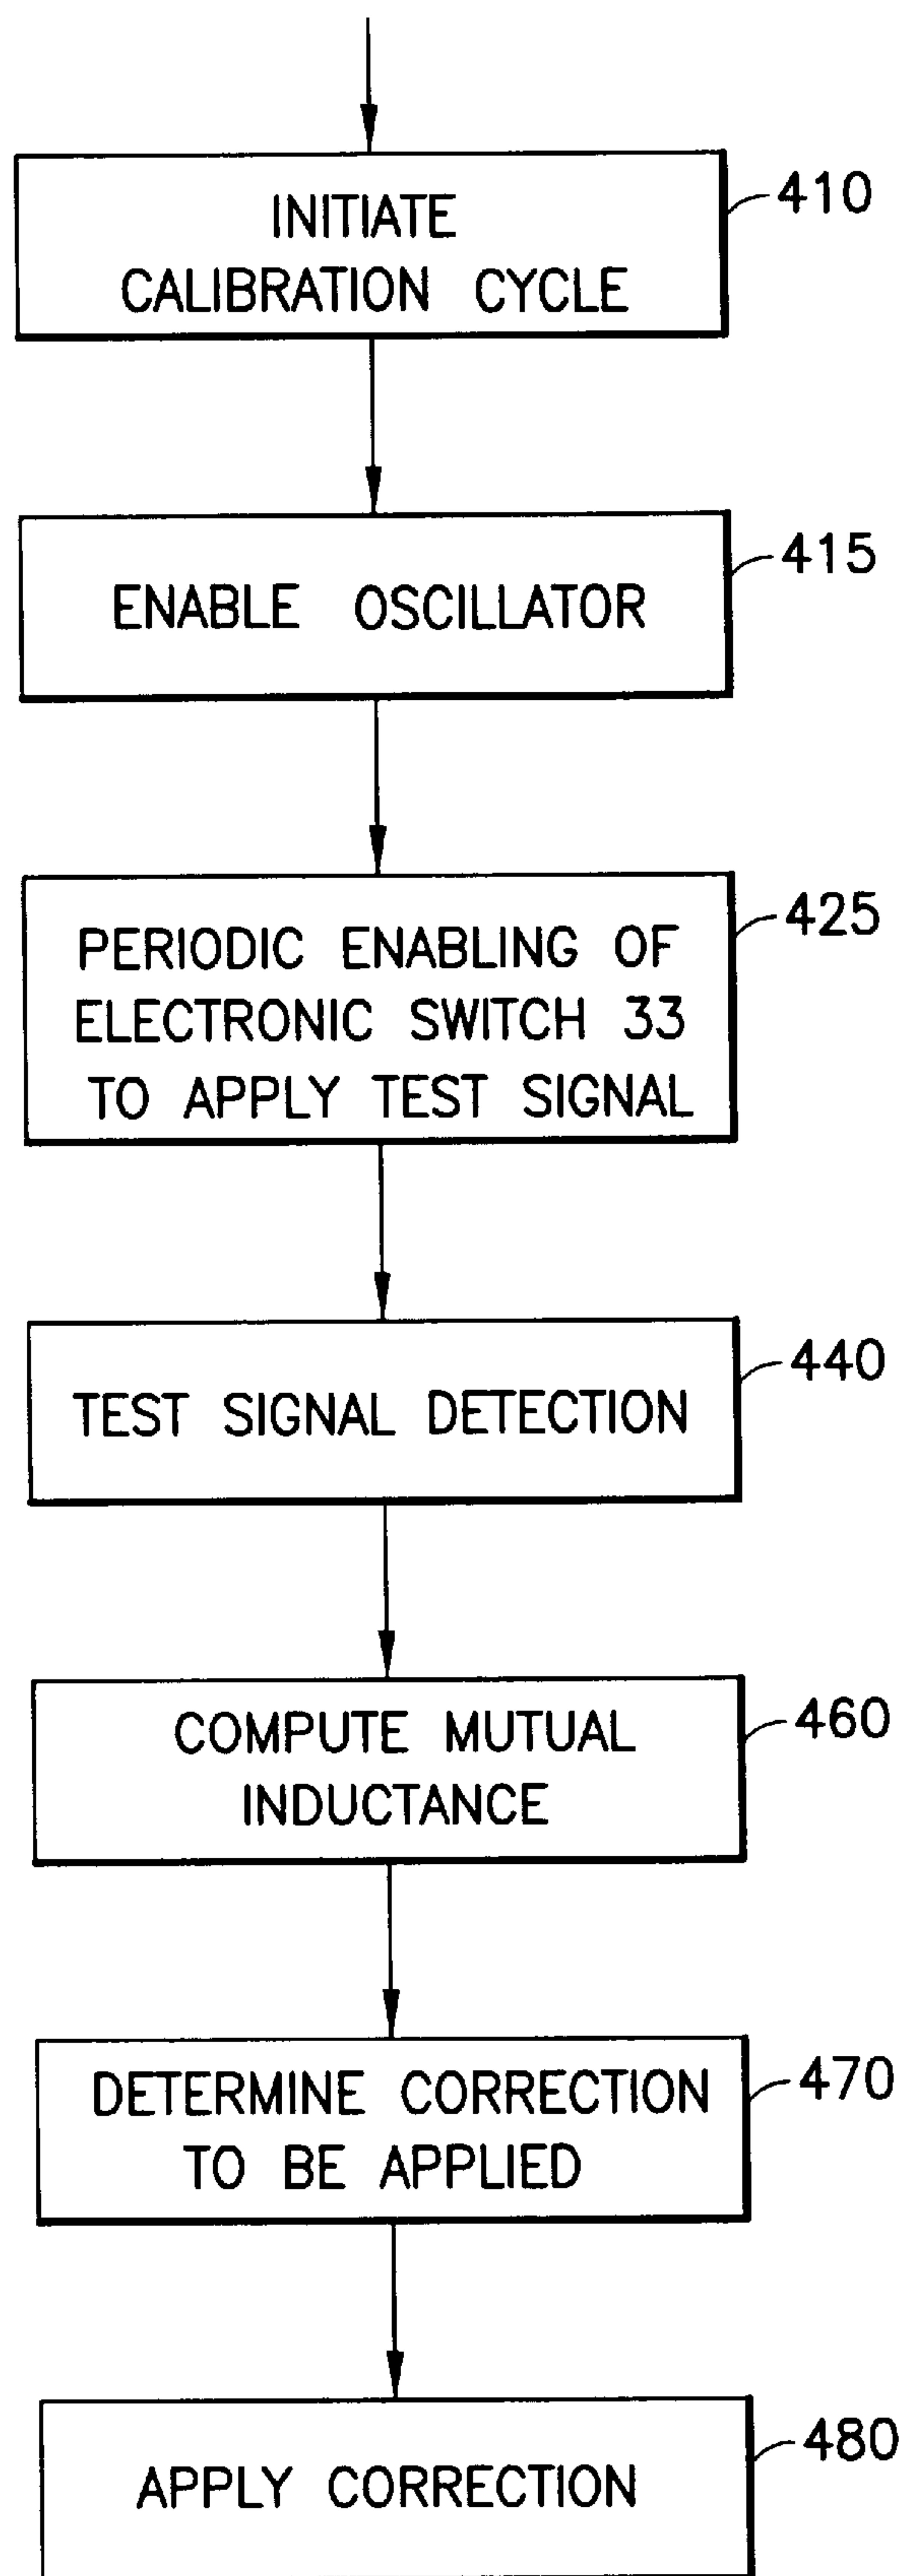 INITIATE
CALIBRATION CYCLE
410
ENABLE OSCILLATOR
415
PERIODIC ENABLING OF
ELECTRONIC SWITCH 33
TO APPLY TEST SIGNAL
425
TEST SIGNAL DETECTION
440
COMPUTE MUTUAL
INDUCTANCE
460
DETERMINE CORRECTION
TO BE APPLIED
470
APPLY CORRECTION
480